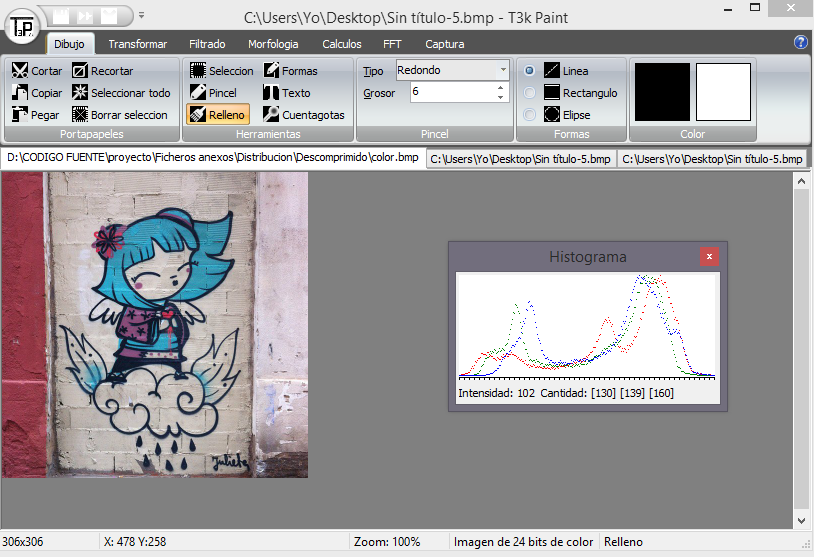 C:\Users\Yo\Desktop\Sin título-5.bmp - T3k Paint
T3P
Dibujo Transformar Filtrado Morfologia Calculos FFT Captura
Cortar Recortar
Copiar Seleccionar todo
Pegar Borrar seleccion
Portapapeles
Seleccion Formas
Pincel Texto
Relleno Cuentagotas
Herramientas
Tipo Redondo
Grosor 6
Pincel
Linea
Rectangulo
Elipse
Formas
Color
D:\CODIGO FUENTE\proyecto\Ficheros anexos\Distribucion\Descomprimido\color.bmp C:\Users\Yo\Desktop\Sin título-5.bmp C:\Users\Yo\Desktop\Sin título-5.bmp
Julieta
Histograma
Intensidad: 102 Cantidad: [130] [139] [160]
306x306 X: 478 Y:258 Zoom: 100% Imagen de 24 bits de color Relleno